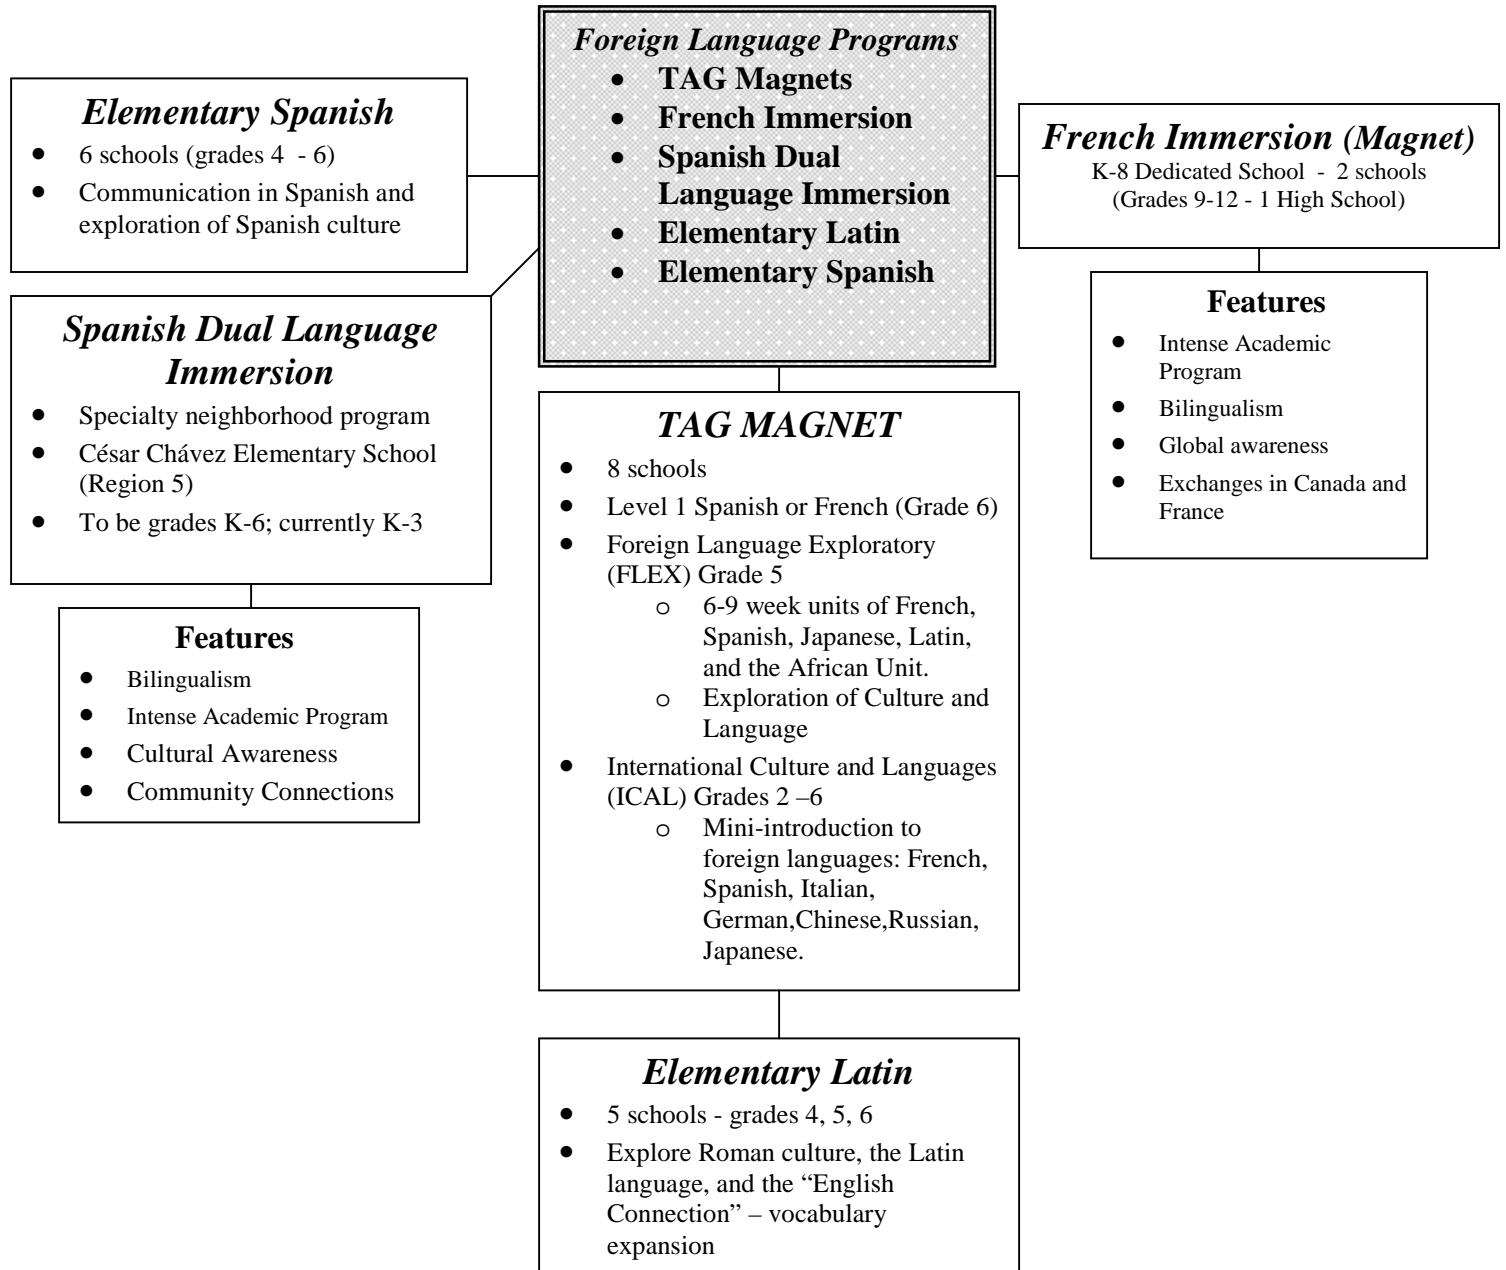 Foreign Language Programs
• TAG Magnets
• French Immersion
• Spanish Dual
Language Immersion
• Elementary Latin
• Elementary Spanish
Elementary Spanish
• 6 schools (grades 4 - 6)
• Communication in Spanish and
exploration of Spanish culture
French Immersion (Magnet)
K-8 Dedicated School - 2 schools
(Grades 9-12 - 1 High School)
Features
• Intense Academic
Program
• Bilingualism
• Global awareness
• Exchanges in Canada and
France
Spanish Dual Language
Immersion
• Specialty neighborhood program
• César Chávez Elementary School
(Region 5)
• To be grades K-6; currently K-3
Features
• Bilingualism
• Intense Academic Program
• Cultural Awareness
• Community Connections
TAG MAGNET
• 8 schools
• Level 1 Spanish or French (Grade 6)
• Foreign Language Exploratory
(FLEX) Grade 5
o 6-9 week units of French,
Spanish, Japanese, Latin,
and the African Unit.
o Exploration of Culture and
Language
• International Culture and Languages
(ICAL) Grades 2 –6
o Mini-introduction to
foreign languages: French,
Spanish, Italian,
German,Chinese,Russian,
Japanese.
Elementary Latin
• 5 schools - grades 4, 5, 6
• Explore Roman culture, the Latin
language, and the “English
Connection” – vocabulary
expansion